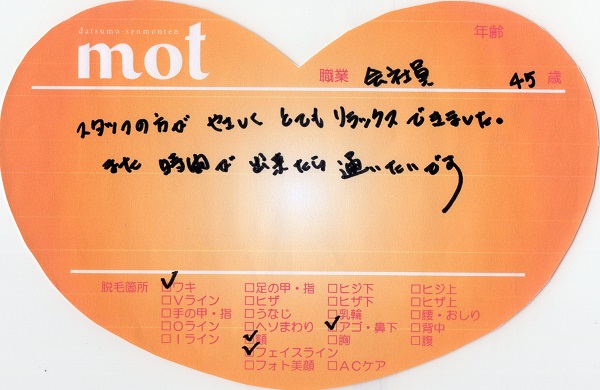 datsumo-senmonten
mot
年齢
職業 会社員 45 歳
スタッフの方が やさしく とてもリラックスできました。
また 時間が 出来たら 通いたいです
脱毛箇所 ✓ワキ □足の甲・指 □ヒジ下 □ヒジ上
□Vライン □ヒザ □ヒザ下 □ヒザ上
□手の甲・指 □うなじ □乳輪 □腰・おしり
□Oライン □ヘソまわり ✓アゴ・鼻下 □背中
□Iライン ✓顔 □胸 □腹
✓フェイスライン
□フォト美顔 □ACケア